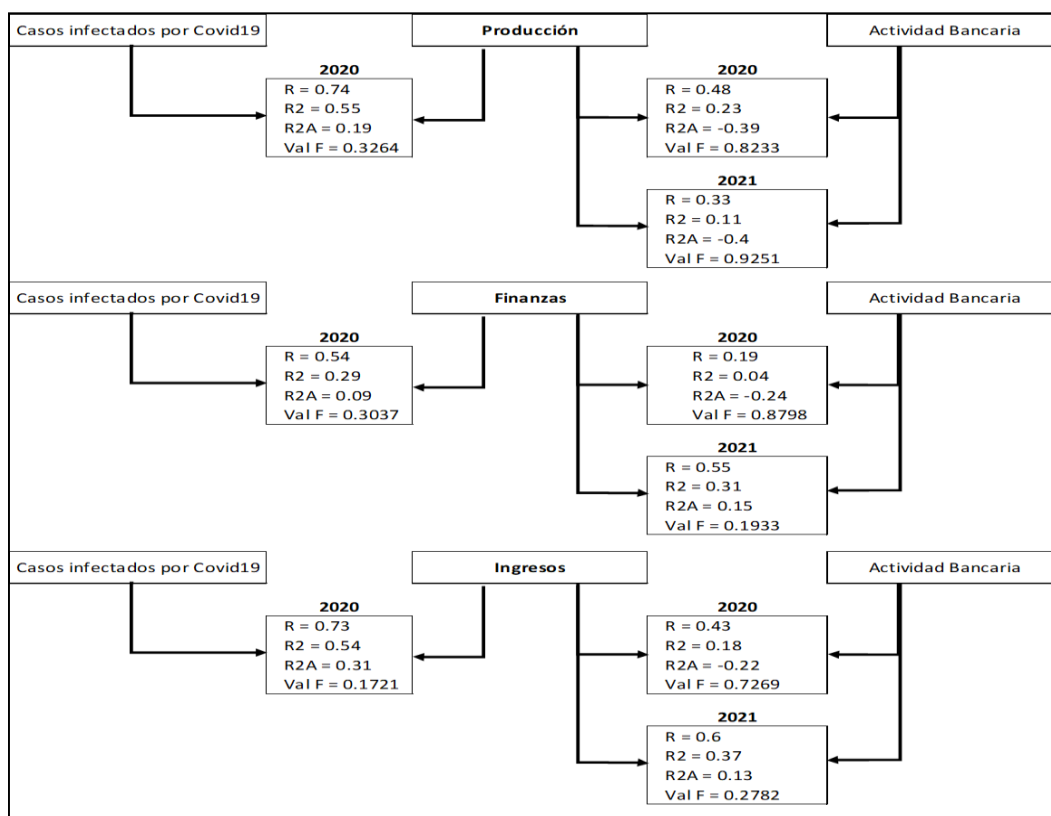 Casos infectados por Covid19
Producción
Actividad Bancaria
2020
R = 0.74
R2 = 0.55
R2A = 0.19
Val F = 0.3264
2020
R = 0.48
R2 = 0.23
R2A = -0.39
Val F = 0.8233
2021
R = 0.33
R2 = 0.11
R2A = -0.4
Val F = 0.9251
Casos infectados por Covid19
Finanzas
Actividad Bancaria
2020
R = 0.54
R2 = 0.29
R2A = 0.09
Val F = 0.3037
2020
R = 0.19
R2 = 0.04
R2A = -0.24
Val F = 0.8798
2021
R = 0.55
R2 = 0.31
R2A = 0.15
Val F = 0.1933
Casos infectados por Covid19
Ingresos
Actividad Bancaria
2020
R = 0.73
R2 = 0.54
R2A = 0.31
Val F = 0.1721
2020
R = 0.43
R2 = 0.18
R2A = -0.22
Val F = 0.7269
2021
R = 0.6
R2 = 0.37
R2A = 0.13
Val F = 0.2782